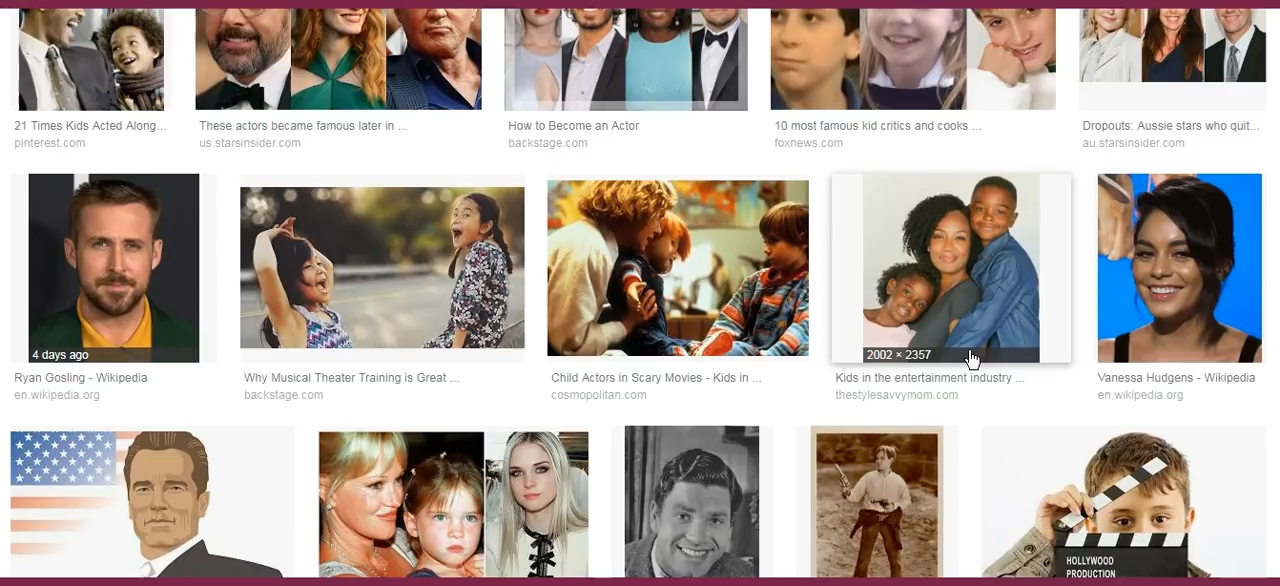 21 Times Kids Acted Along...
pinterest.com
These actors became famous later in ...
us.starsinsider.com
How to Become an Actor
backstage.com
10 most famous kid critics and cooks ...
foxnews.com
Dropouts: Aussie stars who quit...
au.starsinsider.com
4 days ago
Ryan Gosling - Wikipedia
en.wikipedia.org
Why Musical Theater Training is Great ...
backstage.com
Child Actors in Scary Movies - Kids in ...
cosmopolitan.com
2002 × 2357
Kids in the entertainment industry ...
thestylesavvymom.com
Vanessa Hudgens - Wikipedia
en.wikipedia.org
HOLLYWOOD
PRODUCTION